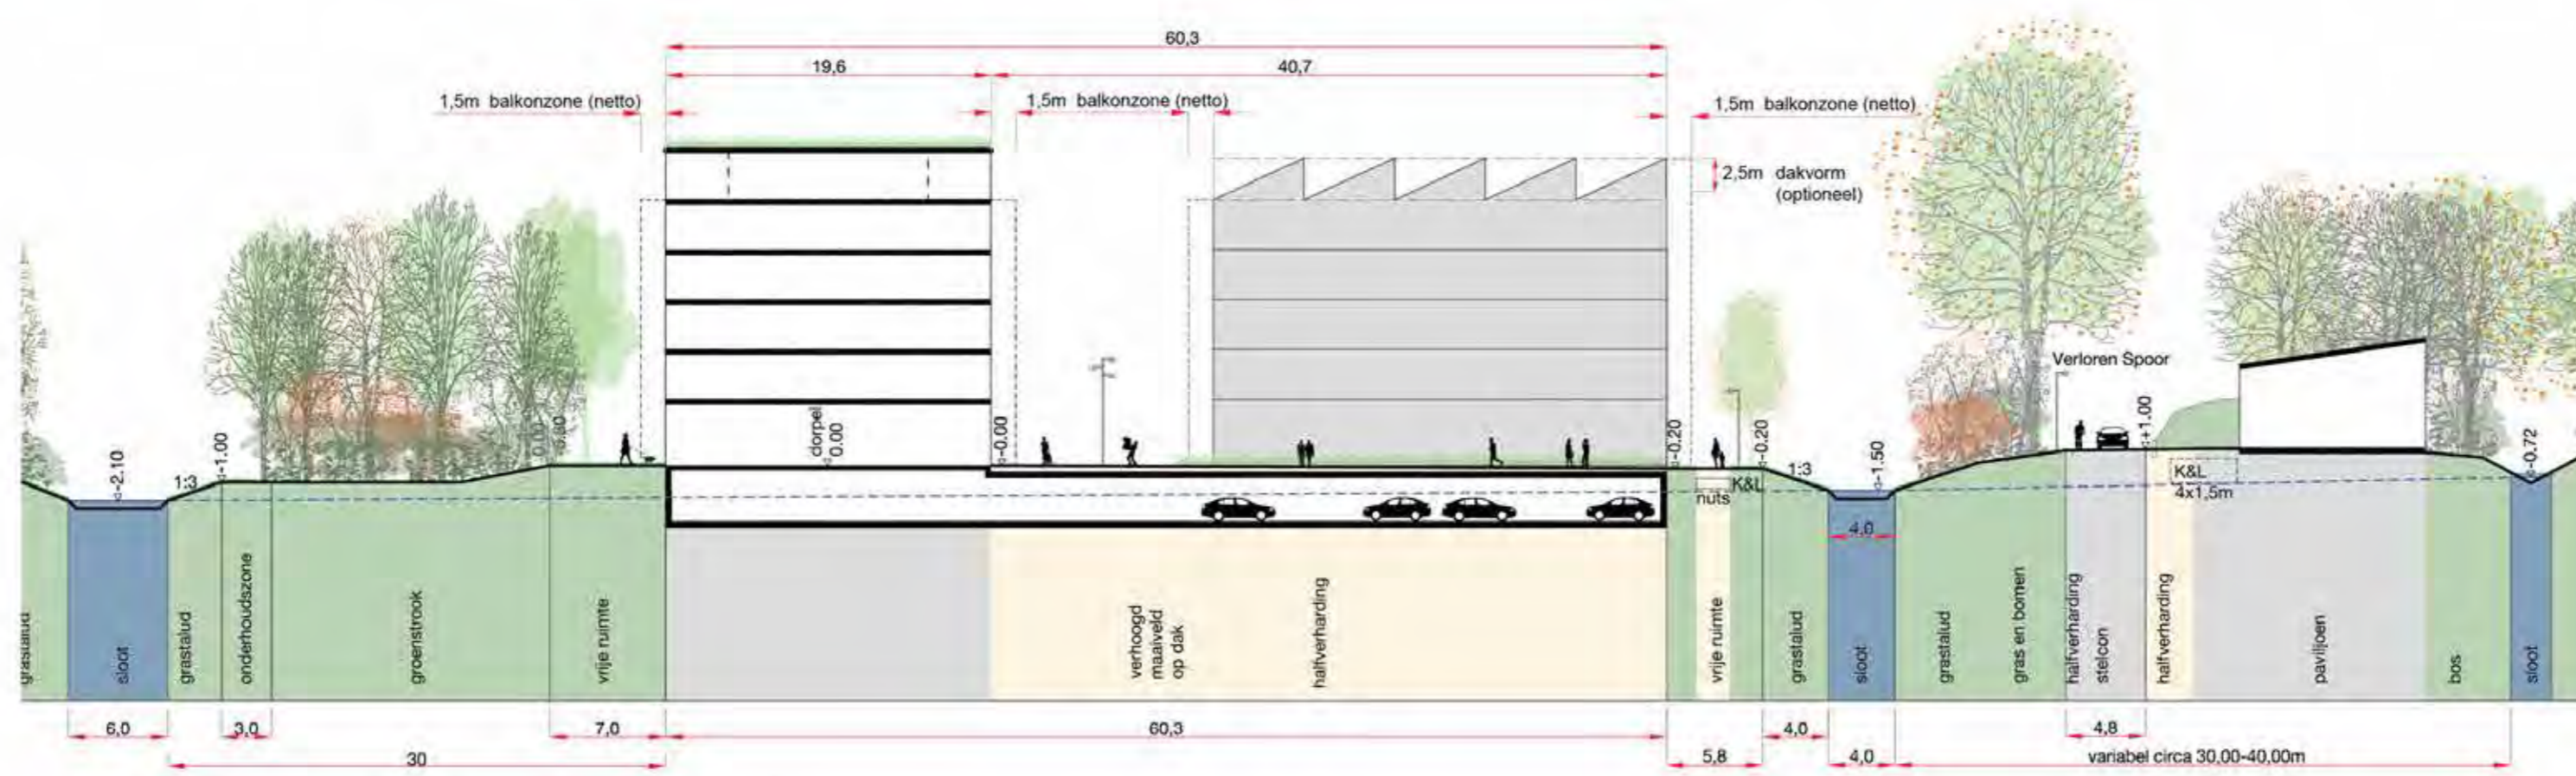 60,3
19,6
40,7
1,5m balkonzone (netto)
1,5m balkonzone (netto)
1,5m balkonzone (netto)
2,5m dakvorm
(optioneel)
Verloren Spoor
-2.10
1:3
-1.00
0.00
dorpel
0.00
-0.00
-0.20
-0.20
nuts
K&L
1:3
-1.50
4,0
+1.00
K&L
4x1,5m
-0.72
grastalud
sloot
grastalud
onderhoudszone
groenstrook
vrije ruimte
verhoogd
maaiveld
op dak
halfverharding
vrije ruimte
grastalud
sloot
grastalud
gras en bomen
halfverharding
stelcon
halfverharding
paviljoen
bos
sloot
6,0
3,0
7,0
60,3
4,0
4,8
30
5,8
4,0
variabel circa 30,00-40,00m